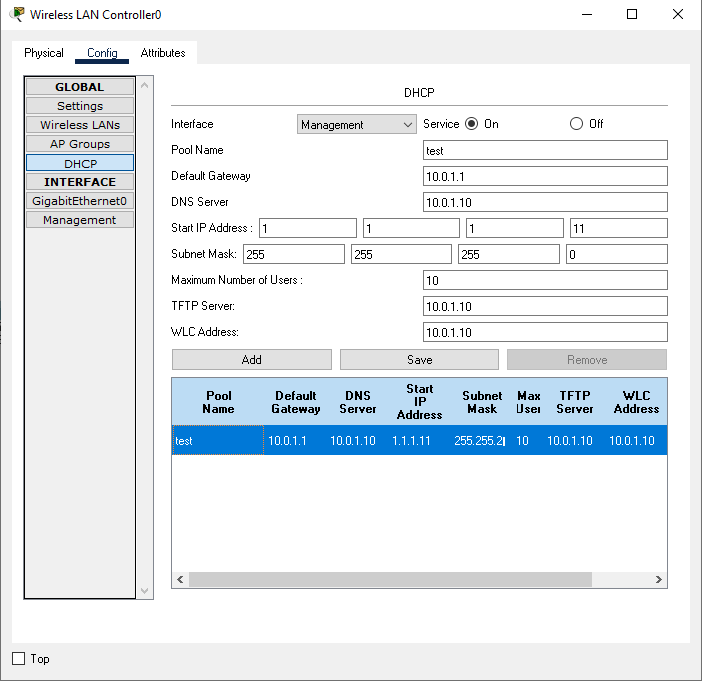 Wireless LAN Controller0
Physical Config Attributes
GLOBAL
Settings
Wireless LANs
AP Groups
DHCP
INTERFACE
GigabitEthernet0
Management
DHCP
Interface Management Service On Off
Pool Name test
Default Gateway 10.0.1.1
DNS Server 10.0.1.10
Start IP Address : 1 1 1 11
Subnet Mask: 255 255 255 0
Maximum Number of Users : 10
TFTP Server: 10.0.1.10
WLC Address: 10.0.1.10
Add Save Remove
Pool Name Default Gateway DNS Server Start IP Address Subnet Mask Max User TFTP Server WLC Address
test 10.0.1.1 10.0.1.10 1.1.1.11 255.255.2 10 10.0.1.10 10.0.1.10
Top